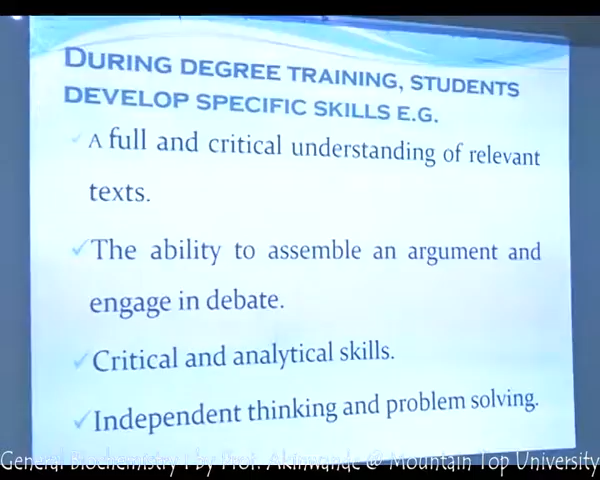 DURING DEGREE TRAINING, STUDENTS
DEVELOP SPECIFIC SKILLS E.G.
✓ A full and critical understanding of relevant
texts.
✓ The ability to assemble an argument and
engage in debate.
✓ Critical and analytical skills.
✓ Independent thinking and problem solving.
General Biochemistry I by Prof. Akinwande @ Mountain Top University